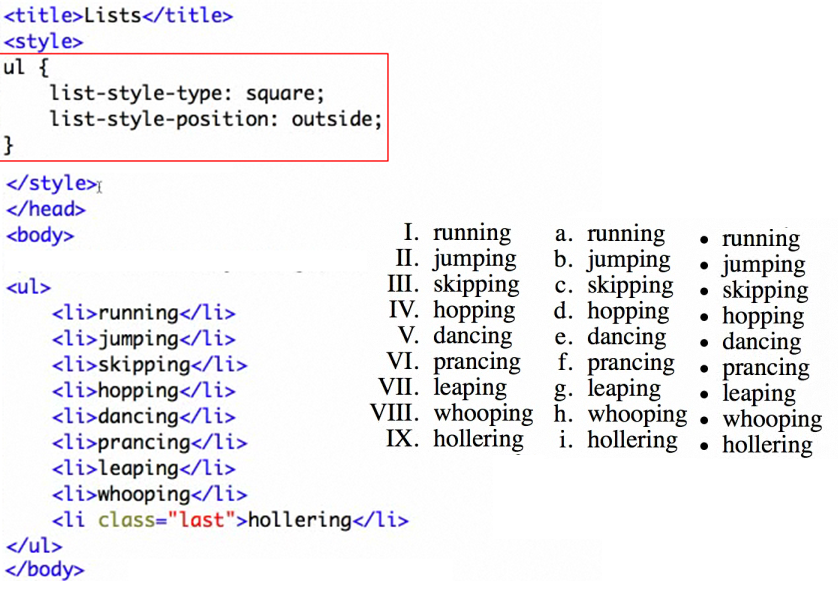 <title>Lists</title>
<style>
ul {
    list-style-type: square;
    list-style-position: outside;
}
</style>
</head>
<body>
<ul>
    <li>running</li>
    <li>jumping</li>
    <li>skipping</li>
    <li>hopping</li>
    <li>dancing</li>
    <li>prancing</li>
    <li>leaping</li>
    <li>whooping</li>
    <li class="last">hollering</li>
</ul>
</body>
I. running
II. jumping
III. skipping
IV. hopping
V. dancing
VI. prancing
VII. leaping
VIII. whooping
IX. hollering
a. running
b. jumping
c. skipping
d. hopping
e. dancing
f. prancing
g. leaping
h. whooping
i. hollering
• running
• jumping
• skipping
• hopping
• dancing
• prancing
• leaping
• whooping
• hollering